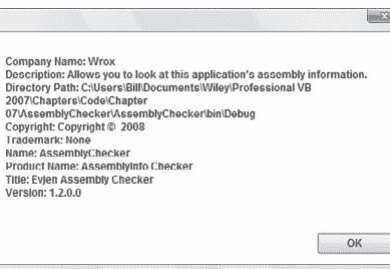 Company Name: Wrox
Description: Allows you to look at this application's assembly information.
Directory Path: C:\Users\Bill\Documents\Wiley\Professional VB
2007\Chapters\Code\Chapter
07\AssemblyChecker\AssemblyChecker\bin\Debug
Copyright: Copyright © 2008
Trademark: None
Name: AssemblyChecker
Product Name: AssemblyInfo Checker
Title: Evjen Assembly Checker
Version: 1.2.0.0
OK